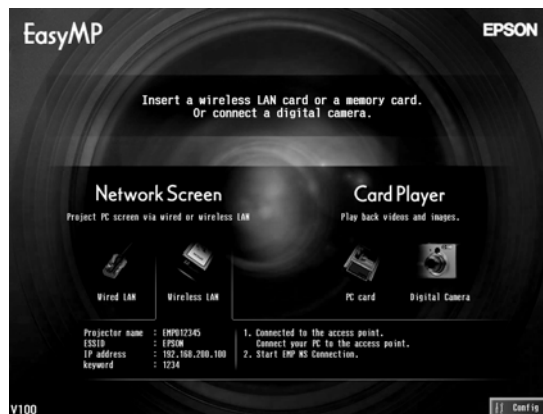 EasyMP
EPSON
Insert a wireless LAN card or a memory card.
Or connect a digital camera.
Network Screen
Project PC screen via wired or wireless LAN
Card Player
Play back videos and images.
Wired LAN
Wireless LAN
PC card
Digital Camera
Projector name : EMP012345
ESSID : EPSON
IP address : 192.168.200.100
keyword : 1234
1. Connected to the access point.
Connect your PC to the access point.
2. Start EMP NS Connection.
V100
Config